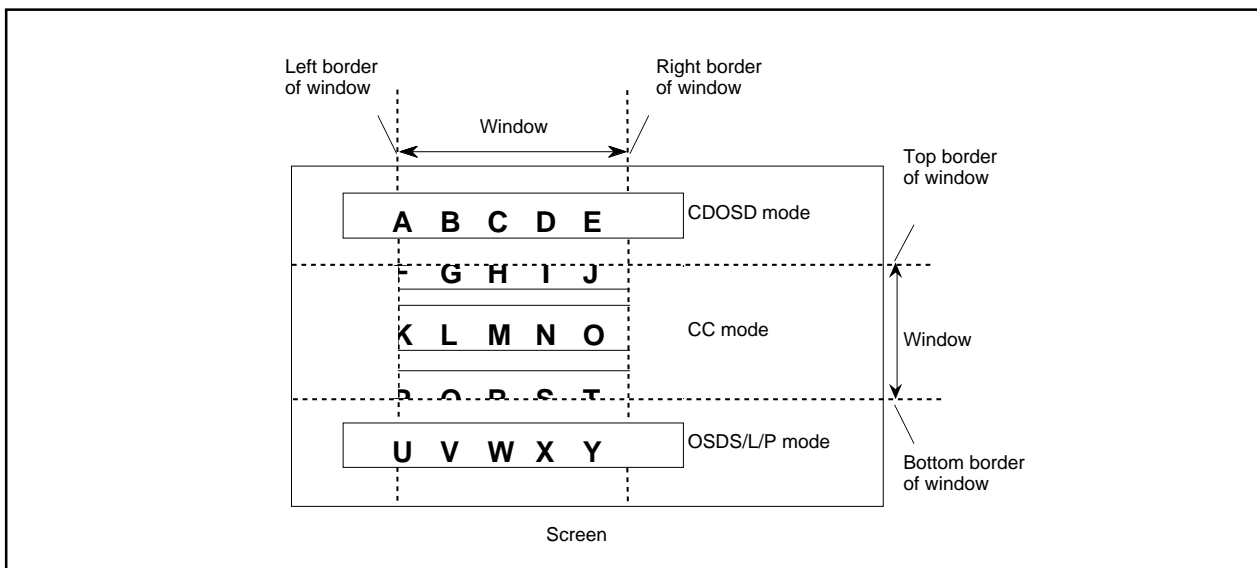 Left border
of window
Right border
of window
Window
Top border
of window
A B C D E
CDOSD mode
F G H I J
K L M N O
CC mode
Window
P Q R S T
U V W X Y
OSDS/L/P mode
Bottom border
of window
Screen